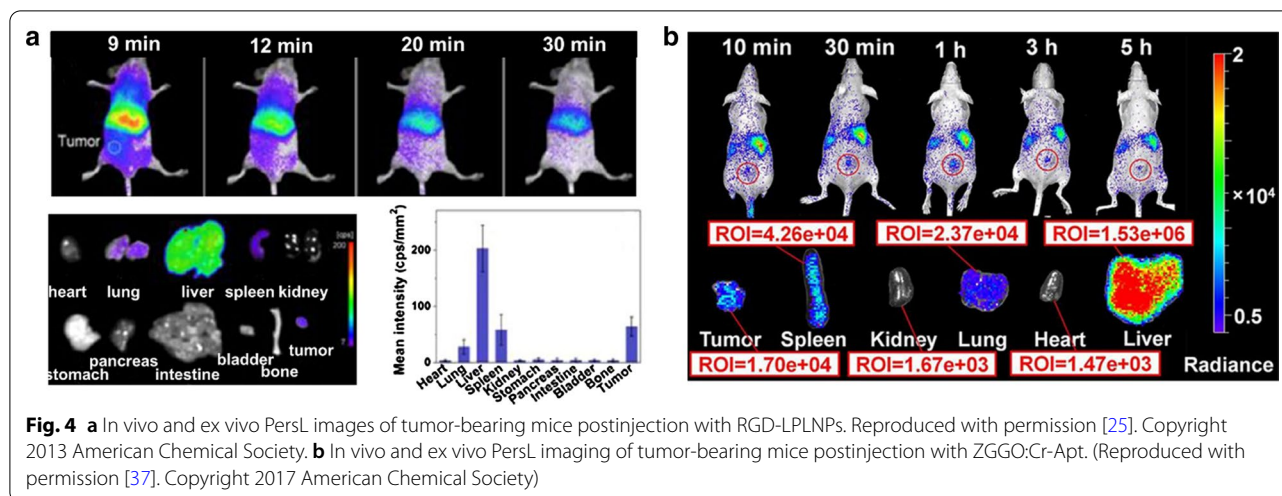 a
9 min 12 min 20 min 30 min
Tumor
[cps]
200
7
heart lung liver spleen kidney
stomach pancreas intestine bladder bone tumor
Mean intensity (cps/mm²)
200
100
0
Heart
Lung
Liver
Spleen
Kidney
Stomach
Pancreas
Intestine
Bladder
Bone
Tumor
b
10 min 30 min 1 h 3 h 5 h
2
×10⁴
0.5
ROI=4.26e+04 ROI=2.37e+04 ROI=1.53e+06
Tumor Spleen Kidney Lung Heart Liver
ROI=1.70e+04 ROI=1.67e+03 ROI=1.47e+03 Radiance
Fig. 4 a In vivo and ex vivo PersL images of tumor-bearing mice postinjection with RGD-LPLNPs. Reproduced with permission [25]. Copyright
2013 American Chemical Society. b In vivo and ex vivo PersL imaging of tumor-bearing mice postinjection with ZGGO:Cr-Apt. (Reproduced with
permission [37]. Copyright 2017 American Chemical Society)